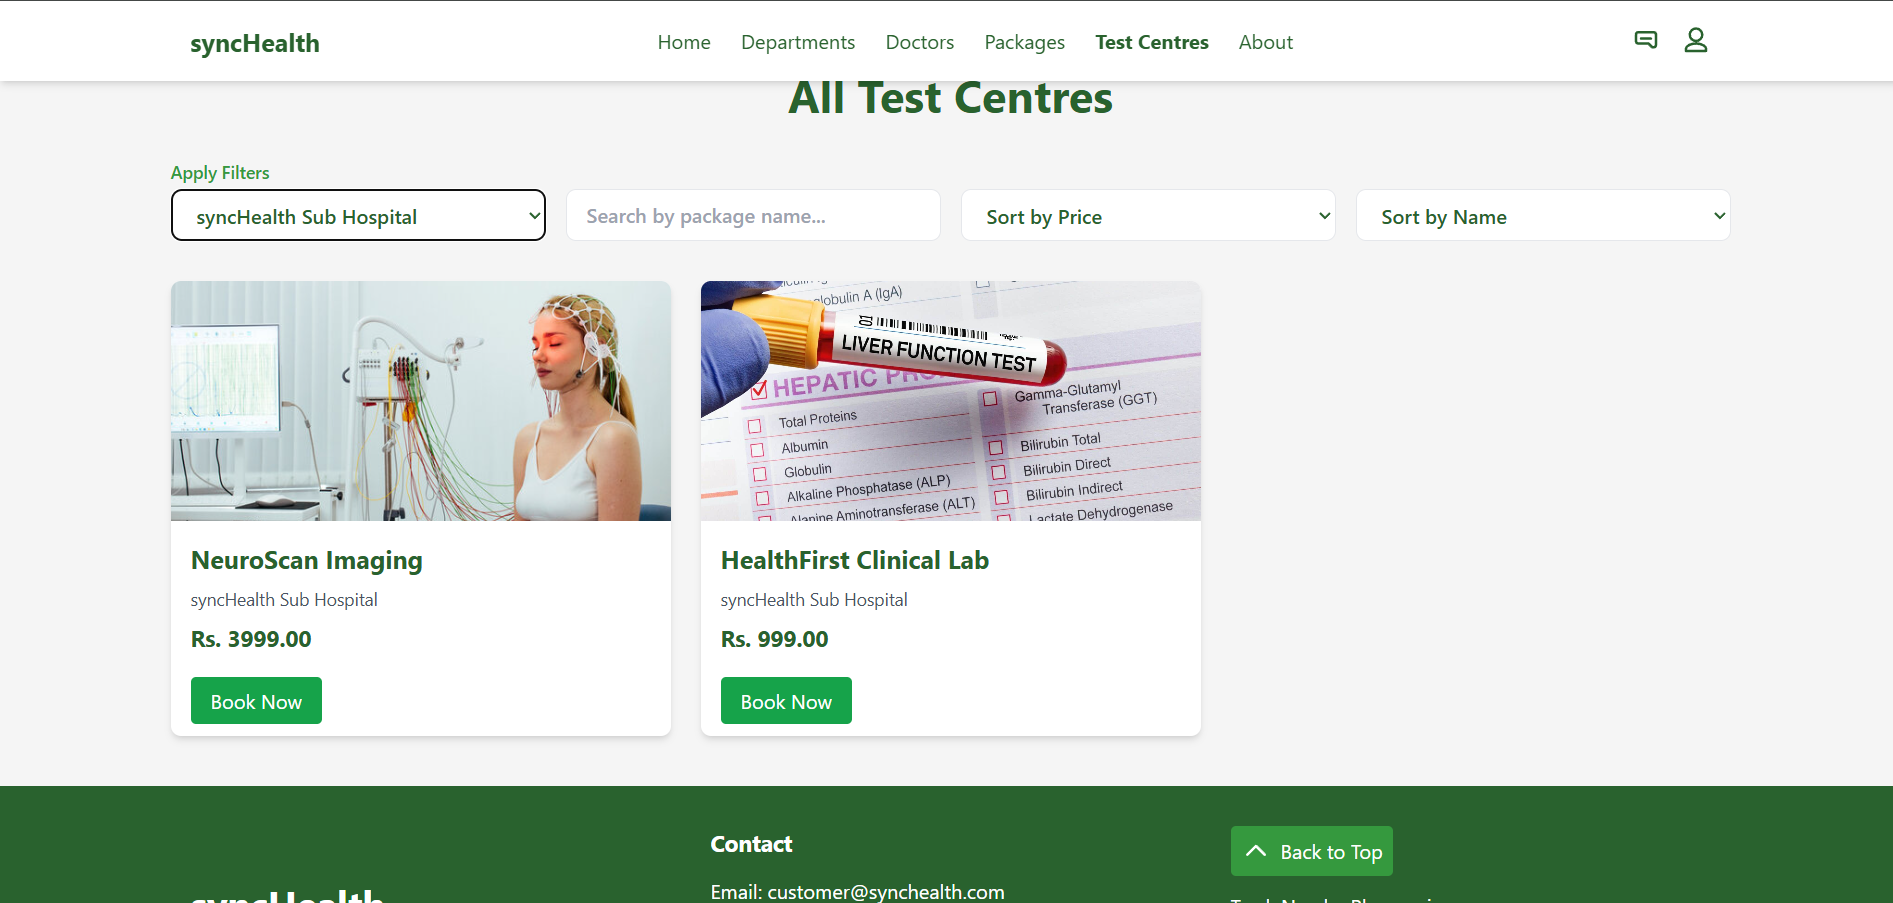 syncHealth
Home
Departments
Doctors
Packages
Test Centres
About
All Test Centres
Apply Filters
syncHealth Sub Hospital
Search by package name...
Sort by Price
Sort by Name
globulin A (IgA)
LIVER FUNCTION TEST
HEPATIC
Total Proteins
Albumin
Globulin
Alkaline Phosphatase (ALP)
Alanine Aminotransferase (ALT)
Gamma-Glutamyl
Transferase (GGT)
Bilirubin Total
Bilirubin Direct
Bilirubin Indirect
Lactate Dehydrogenase
NeuroScan Imaging
syncHealth Sub Hospital
Rs. 3999.00
Book Now
HealthFirst Clinical Lab
syncHealth Sub Hospital
Rs. 999.00
Book Now
syncHealth
Contact
Email: customer@synchealth.com
Back to Top